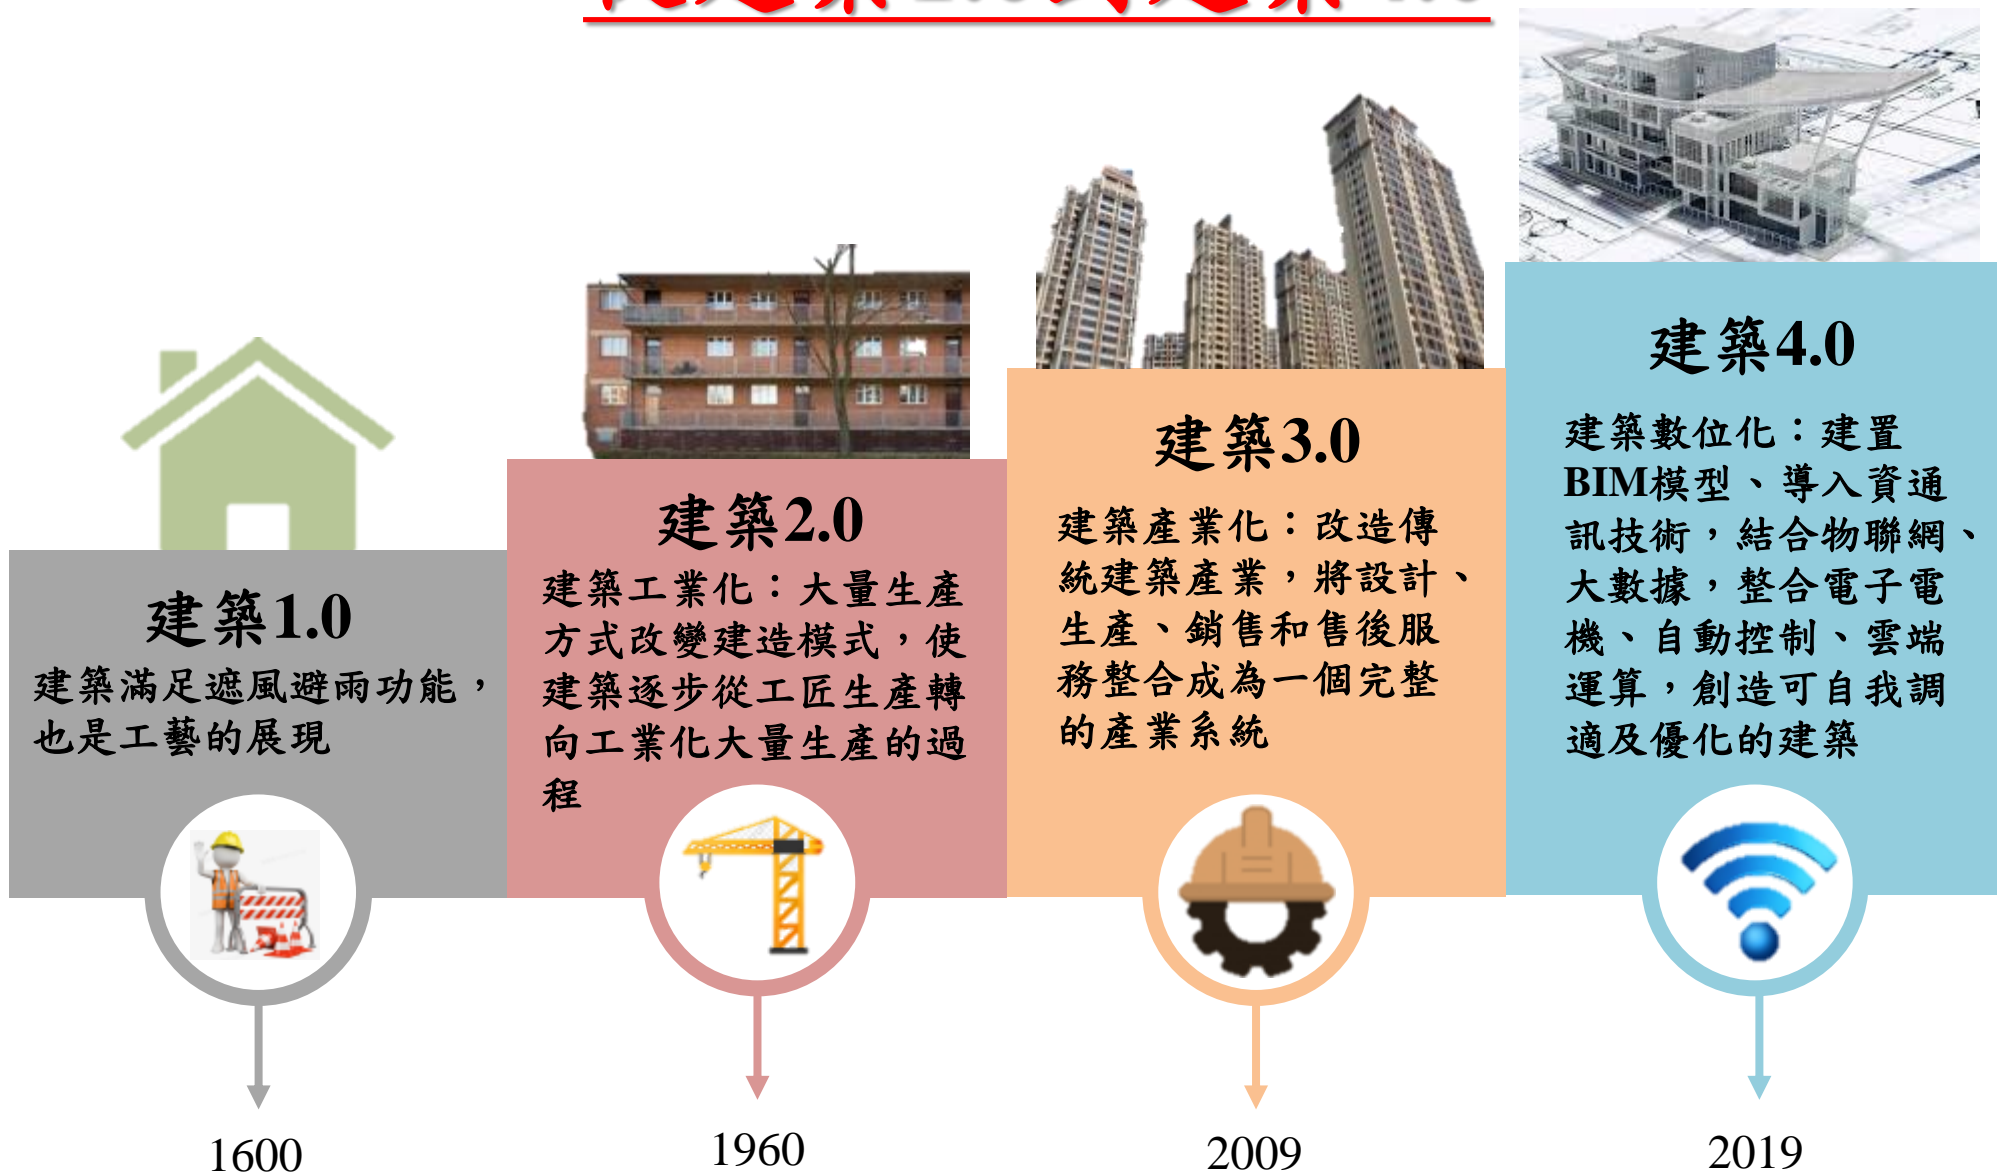 建築1.0
建築滿足遮風避雨功能，
也是工藝的展現
1600
建築2.0
建築工業化：大量生產
方式改變建造模式，使
建築逐步從工匠生產轉
向工業化大量生產的過
程
1960
建築3.0
建築產業化：改造傳
統建築產業，將設計、
生產、銷售和售後服
務整合成為一個完整
的產業系統
2009
建築4.0
建築數位化：建置
BIM模型、導入資通
訊技術，結合物聯網、
大數據，整合電子電
機、自動控制、雲端
運算，創造可自我調
適及優化的建築
2019